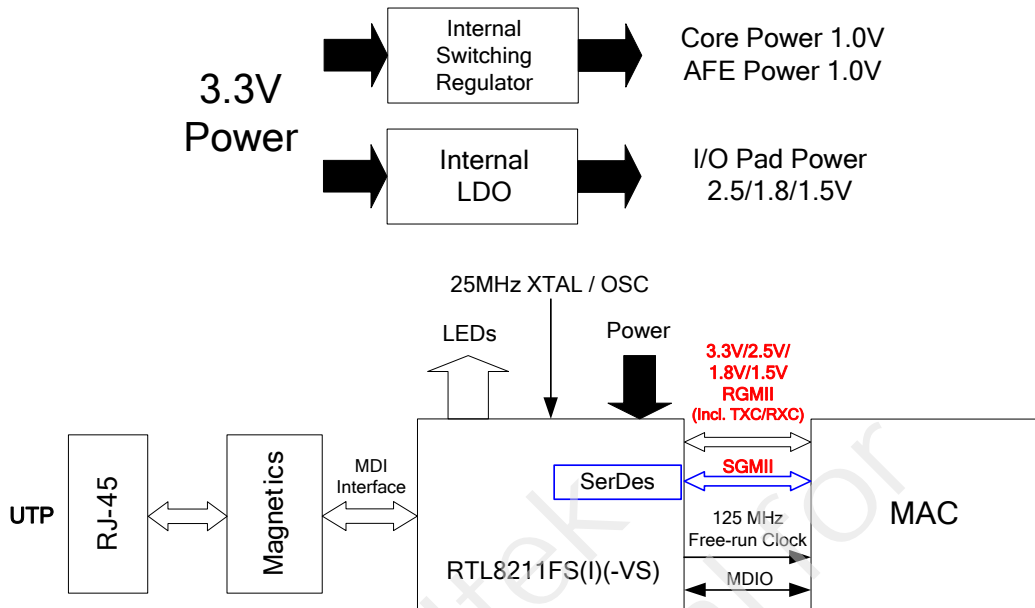 3.3V
Power
Internal
Switching
Regulator
Core Power 1.0V
AFE Power 1.0V
Internal
LDO
I/O Pad Power
2.5/1.8/1.5V
25MHz XTAL / OSC
LEDs
Power
3.3V/2.5V/
1.8V/1.5V
RGMII
(Incl. TXC/RXC)
UTP
RJ-45
Magnetics
MDI
Interface
SerDes
SGMII
RTL8211FS(I)(-VS)
125 MHz
Free-run Clock
MDIO
MAC
for